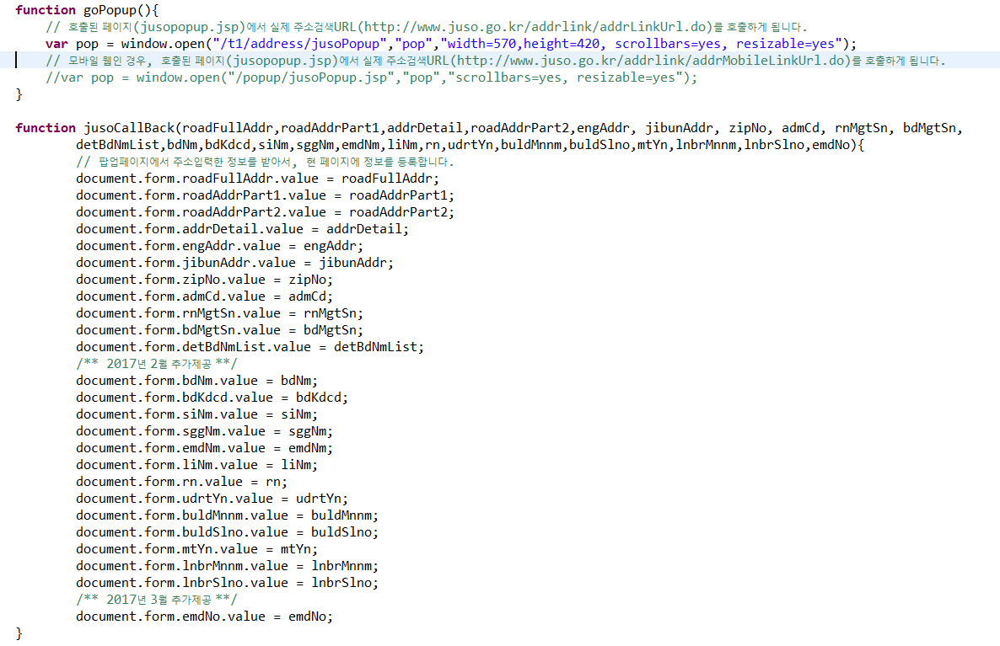 function goPopup(){
// 호출된 페이지(jusopopup.jsp)에서 실제 주소검색URL(http://www.juso.go.kr/addrlink/addrLinkUrl.do)를 호출하게 됩니다.
var pop = window.open("/t1/address/jusoPopup","pop","width=570,height=420, scrollbars=yes, resizable=yes");
// 모바일 웹인 경우, 호출된 페이지(jusopopup.jsp)에서 실제 주소검색URL(http://www.juso.go.kr/addrlink/addrMobileLinkUrl.do)를 호출하게 됩니다.
//var pop = window.open("/popup/jusoPopup.jsp","pop","scrollbars=yes, resizable=yes");
}
function jusoCallBack(roadFullAddr,roadAddrPart1,addrDetail,roadAddrPart2,engAddr, jibunAddr, zipNo, admCd, rnMgtSn, bdMgtSn,
detBdNmList,bdNm,bdKdcd,siNm,sggNm,emdNm,liNm,rn,udrtYn,buldMnnm,buldSlno,mtYn,lnbrMnnm,lnbrSlno,emdNo){
// 팝업페이지에서 주소입력한 정보를 받아서, 현 페이지에 정보를 등록합니다.
document.form.roadFullAddr.value = roadFullAddr;
document.form.roadAddrPart1.value = roadAddrPart1;
document.form.roadAddrPart2.value = roadAddrPart2;
document.form.addrDetail.value = addrDetail;
document.form.engAddr.value = engAddr;
document.form.jibunAddr.value = jibunAddr;
document.form.zipNo.value = zipNo;
document.form.admCd.value = admCd;
document.form.rnMgtSn.value = rnMgtSn;
document.form.bdMgtSn.value = bdMgtSn;
document.form.detBdNmList.value = detBdNmList;
/** 2017년 2월 추가제공 **/
document.form.bdNm.value = bdNm;
document.form.bdKdcd.value = bdKdcd;
document.form.siNm.value = siNm;
document.form.sggNm.value = sggNm;
document.form.emdNm.value = emdNm;
document.form.liNm.value = liNm;
document.form.rn.value = rn;
document.form.udrtYn.value = udrtYn;
document.form.buldMnnm.value = buldMnnm;
document.form.buldSlno.value = buldSlno;
document.form.mtYn.value = mtYn;
document.form.lnbrMnnm.value = lnbrMnnm;
document.form.lnbrSlno.value = lnbrSlno;
/** 2017년 3월 추가제공 **/
document.form.emdNo.value = emdNo;
}